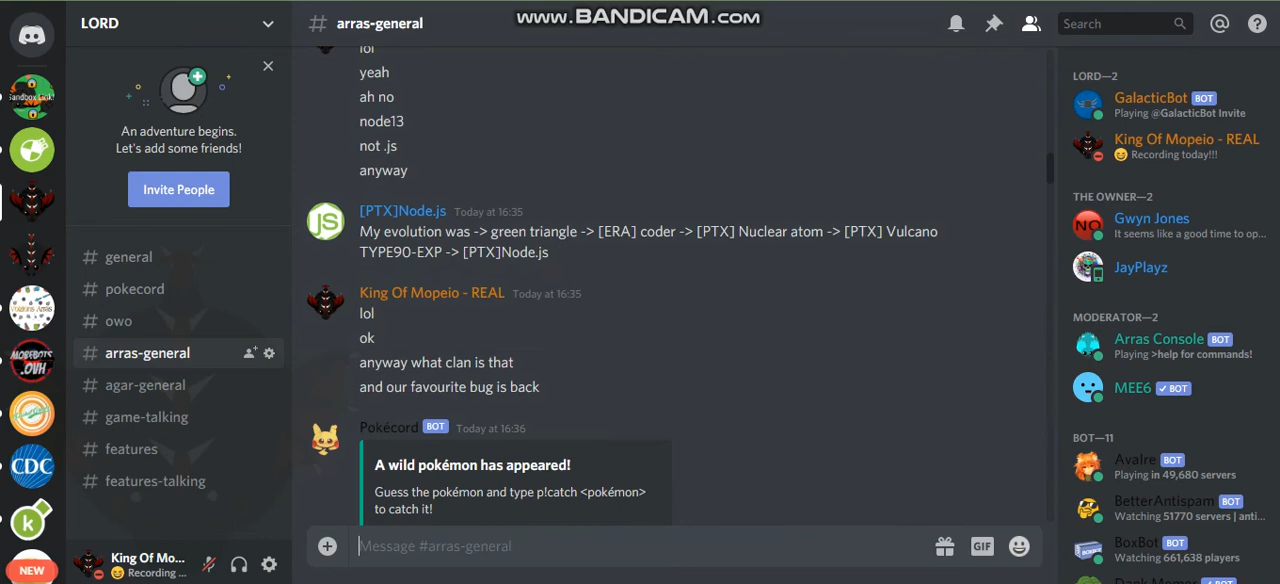 www.BANDICAM.com
LORD
An adventure begins.
Let's add some friends!
Invite People
# general
# pokecord
# owo
# arras-general
# agar-general
# game-talking
# features
# features-talking
King Of Mo...
Recording ...
CDC
k
NEW
# arras-general
Search
lol
yeah
ah no
node13
not .js
anyway
JS
[PTX]Node.js Today at 16:35
My evolution was -> green triangle -> [ERA] coder -> [PTX] Nuclear atom -> [PTX] Vulcano
TYPE90-EXP -> [PTX]Node.js
King Of Mopeio - REAL Today at 16:35
lol
ok
anyway what clan is that
and our favourite bug is back
Pokécord BOT Today at 16:36
A wild pokémon has appeared!
Guess the pokémon and type p!catch <pokémon>
to catch it!
Message #arras-general
GIF
LORD—2
GalacticBot BOT
Playing @GalacticBot Invite
King Of Mopeio - REAL
Recording today!!!
THE OWNER—2
NO
Gwyn Jones
It seems like a good time to op...
JayPlayz
MODERATOR—2
Arras Console BOT
Playing >help for commands!
MEE6 ✓ BOT
BOT—11
Avalre BOT
Playing in 49,680 servers
BetterAntispam BOT
Watching 51770 servers | anti...
BoxBot BOT
Watching 661,638 players
Dank Memer ✓ BOT